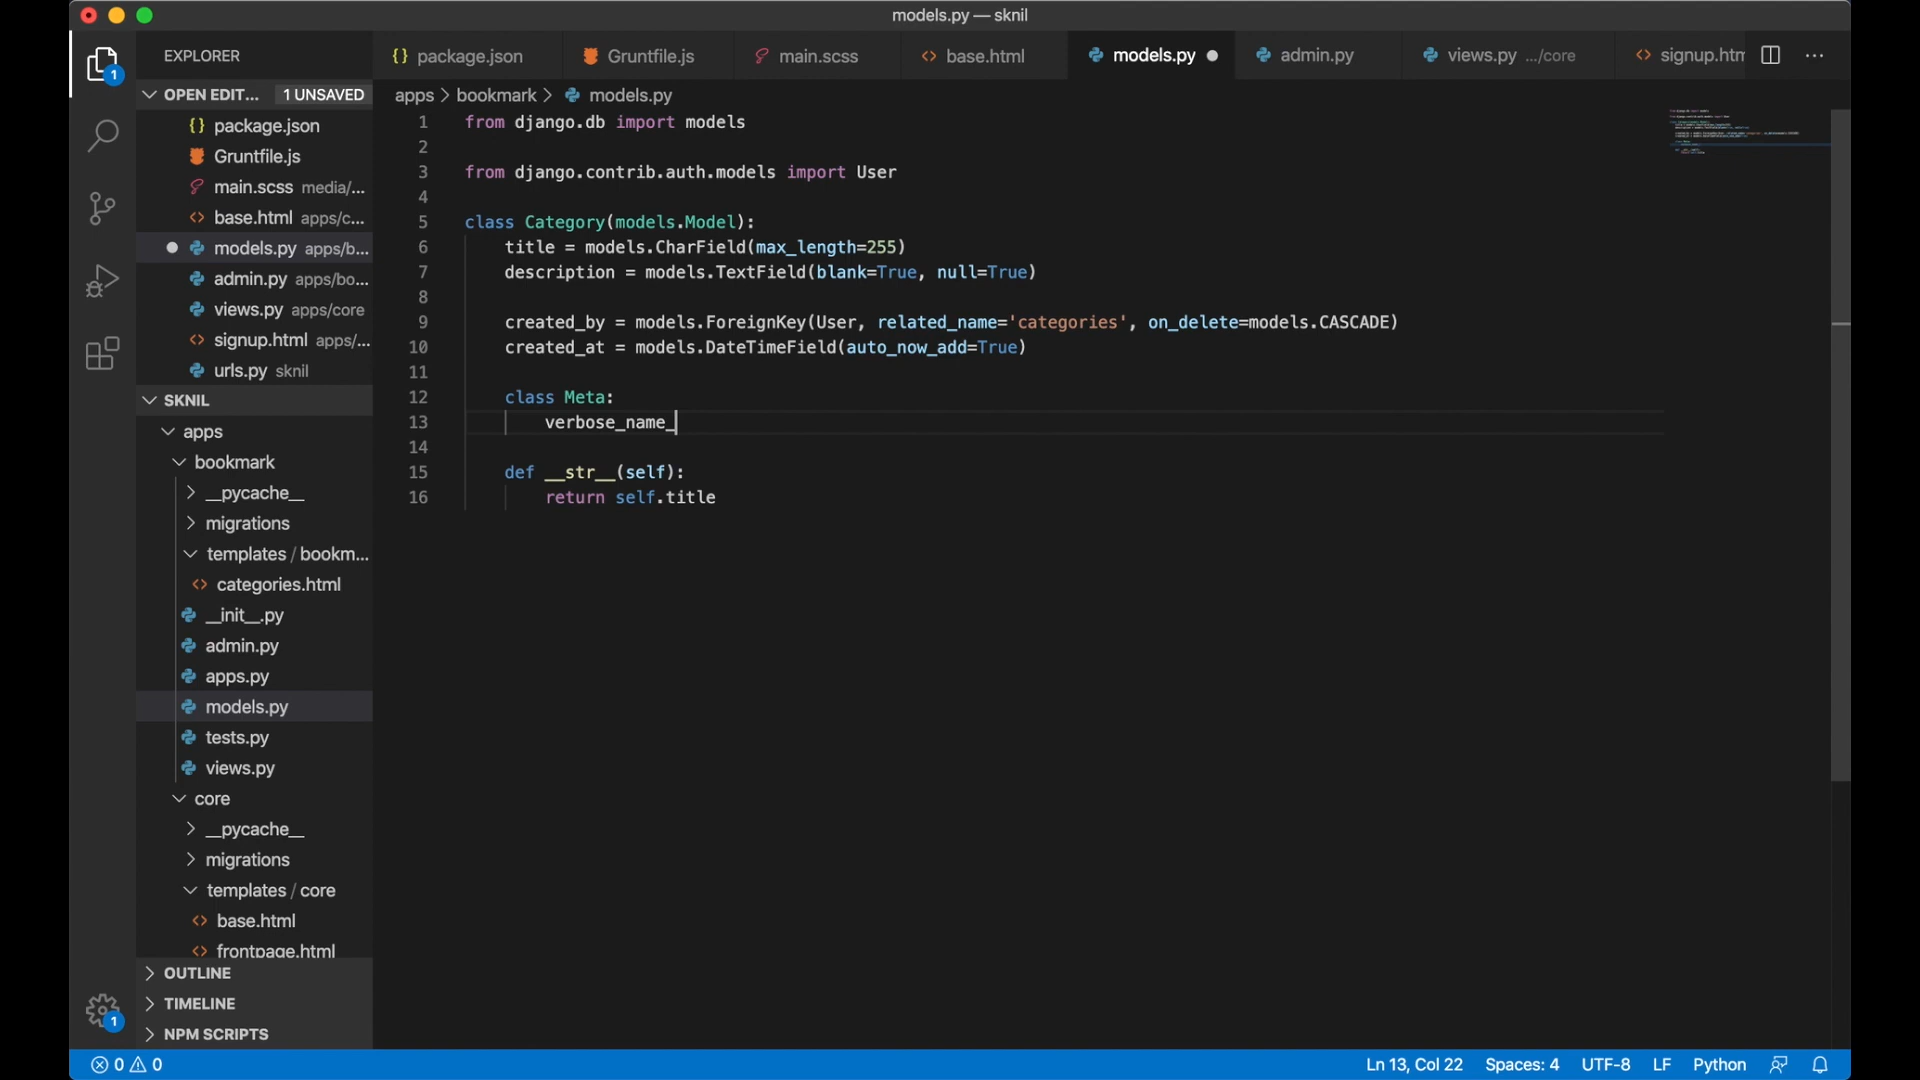 models.py — sknil
EXPLORER
package.json
Gruntfile.js
main.scss
base.html
models.py
admin.py
views.py .../core
signup.htm
OPEN EDIT... 1 UNSAVED
package.json
Gruntfile.js
main.scss media/...
base.html apps/c...
models.py apps/b...
admin.py apps/bo...
views.py apps/core
signup.html apps/...
urls.py sknil
SKNIL
apps
bookmark
__pycache__
migrations
templates / bookm...
categories.html
__init__.py
admin.py
apps.py
models.py
tests.py
views.py
core
__pycache__
migrations
templates / core
base.html
frontpage.html
OUTLINE
TIMELINE
NPM SCRIPTS
apps > bookmark > models.py
1 from django.db import models
2
3 from django.contrib.auth.models import User
4
5 class Category(models.Model):
6     title = models.CharField(max_length=255)
7     description = models.TextField(blank=True, null=True)
8
9     created_by = models.ForeignKey(User, related_name='categories', on_delete=models.CASCADE)
10     created_at = models.DateTimeField(auto_now_add=True)
11
12     class Meta:
13         verbose_name_
14
15     def __str__(self):
16         return self.title
1
1
0 0
Ln 13, Col 22
Spaces: 4
UTF-8
LF
Python